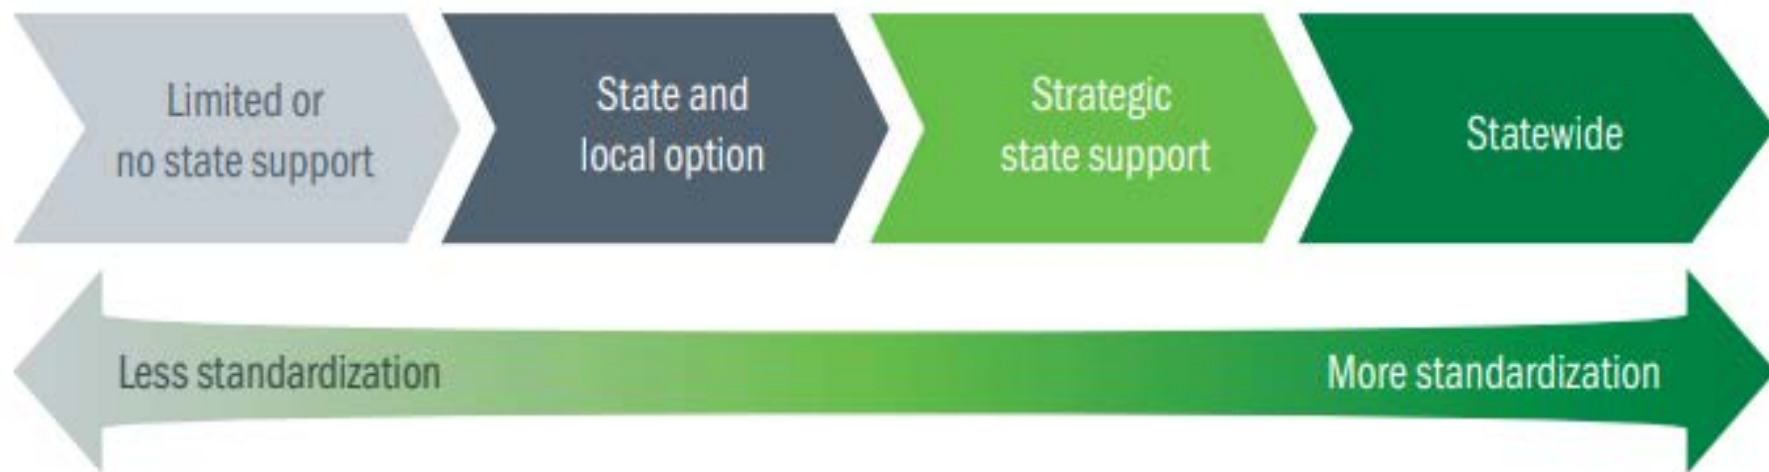 Limited or
no state support
State and
local option
Strategic
state support
Statewide
Less standardization
More standardization